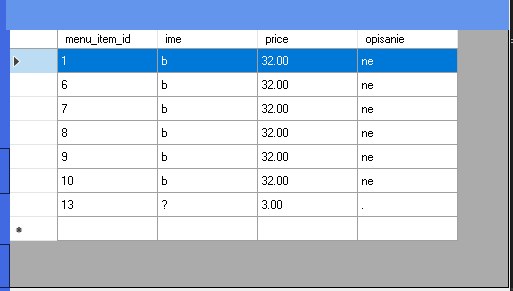 menu_item_id ime price opisanie
1 b 32.00 ne
6 b 32.00 ne
7 b 32.00 ne
8 b 32.00 ne
9 b 32.00 ne
10 b 32.00 ne
13 ? 3.00 .